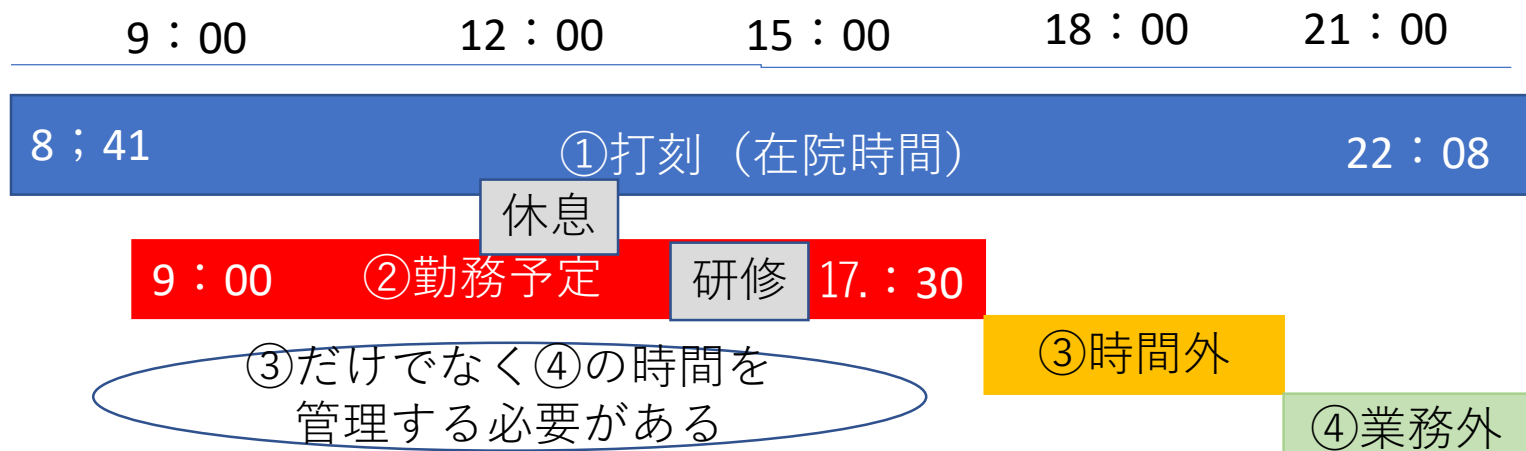 9：00 12：00 15：00 18：00 21：00
8；41 ①打刻（在院時間） 22：08
休息
9：00 ②勤務予定 研修 17.：30
③時間外
③だけでなく④の時間を
管理する必要がある
④業務外